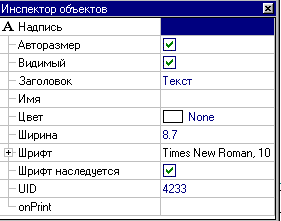 Инспектор объектов
A Надпись
Авторазмер
Видимый
Заголовок Текст
Имя
Цвет None
Ширина 8.7
Шрифт Times New Roman, 10
Шрифт наследуется
UID 4233
onPrint